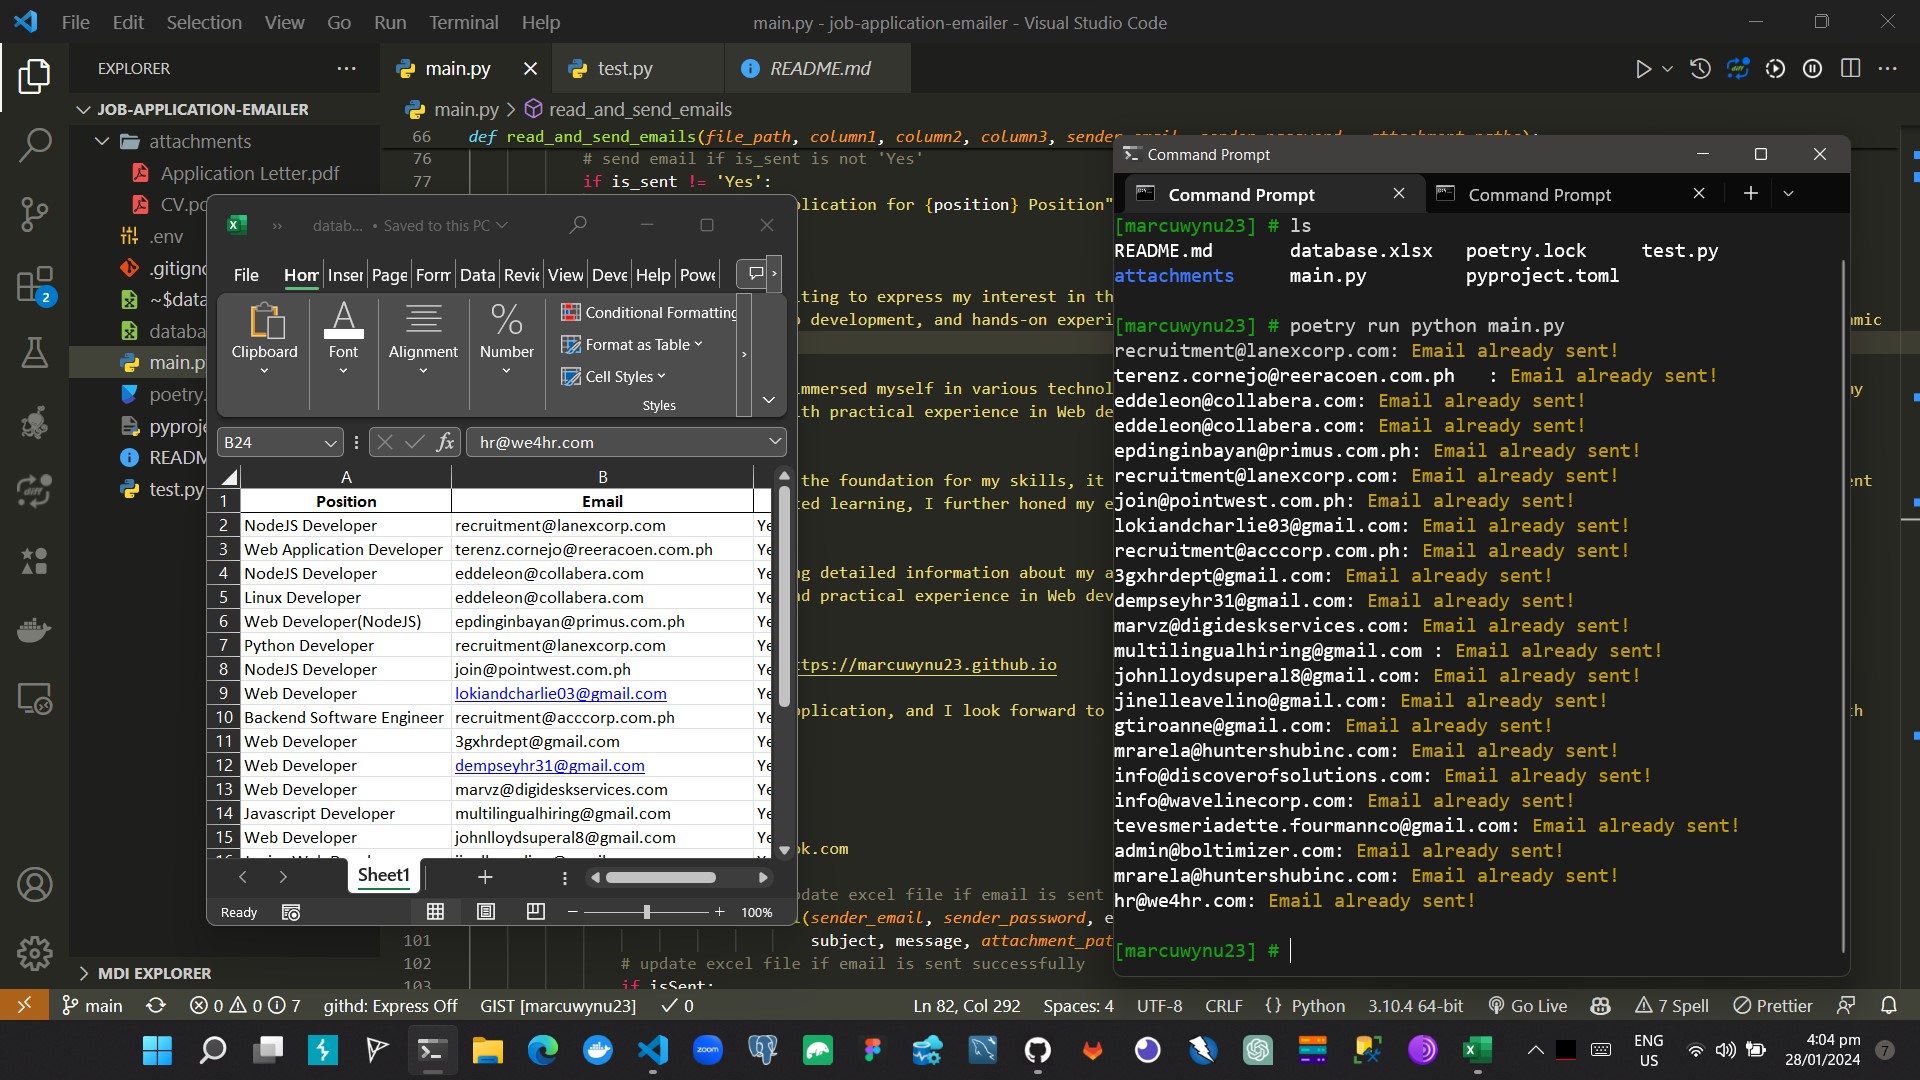 File Edit Selection View Go Run Terminal Help
main.py - job-application-emailer - Visual Studio Code
EXPLORER
JOB-APPLICATION-EMAILER
attachments
Application Letter.pdf
.env
main.py
poetry.
test.py
MDI EXPLORER
main.py
test.py
README.md
main.py > read_and_send_emails
66 def read_and_send_emails(file_path, column1, column2, column3,
76 # send email if is_sent is not 'Yes'
77 if is_sent != 'Yes':
plication for {position} Position"
iting to express my interest in th
development, and hands-on experi
mmersed myself in various technol
ith practical experience in Web de
the foundation for my skills, it
ted learning, I further honed my e
ng detailed information about my a
nd practical experience in Web dev
ttps://marcuwynu23.github.io
plication, and I look forward to
ok.com
pdate excel file if email is sent
(sender_email, sender_password, e
101 subject, message, attachment_pat
102 # update excel file if email is sent successfully
103 if isSent:
datab... • Saved to this PC
File Hom Inser Page Form Data Revie View Deve Help Powe
Clipboard
Font
Alignment
Number
Conditional Formatting
Format as Table
Cell Styles
Styles
B24
fx
hr@we4hr.com
A B
1 Position Email
2 NodeJS Developer recruitment@lanexcorp.com Ye
3 Web Application Developer terenz.cornejo@reeracoen.com.ph Ye
4 NodeJS Developer eddeleon@collabera.com Ye
5 Linux Developer eddeleon@collabera.com Ye
6 Web Developer(NodeJS) epdinginbayan@primus.com.ph Ye
7 Python Developer recruitment@lanexcorp.com Ye
8 NodeJS Developer join@pointwest.com.ph Ye
9 Web Developer lokiandcharlie03@gmail.com Ye
10 Backend Software Engineer recruitment@acccorp.com.ph Ye
11 Web Developer 3gxhrdept@gmail.com Ye
12 Web Developer dempseyhr31@gmail.com Ye
13 Web Developer marvz@digideskservices.com Ye
14 Javascript Developer multilingualhiring@gmail.com Ye
15 Web Developer johnlloydsuperal8@gmail.com Ye
Sheet1
Ready
100%
Command Prompt
Command Prompt
Command Prompt
[marcuwynu23] # ls
README.md database.xlsx poetry.lock test.py
attachments main.py pyproject.toml
[marcuwynu23] # poetry run python main.py
recruitment@lanexcorp.com: Email already sent!
terenz.cornejo@reeracoen.com.ph : Email already sent!
eddeleon@collabera.com: Email already sent!
eddeleon@collabera.com: Email already sent!
epdinginbayan@primus.com.ph: Email already sent!
recruitment@lanexcorp.com: Email already sent!
join@pointwest.com.ph: Email already sent!
lokiandcharlie03@gmail.com: Email already sent!
recruitment@acccorp.com.ph: Email already sent!
3gxhrdept@gmail.com: Email already sent!
dempseyhr31@gmail.com: Email already sent!
marvz@digideskservices.com: Email already sent!
multilingualhiring@gmail.com : Email already sent!
johnlloydsuperal8@gmail.com: Email already sent!
jinelleavelino@gmail.com: Email already sent!
gtiroanne@gmail.com: Email already sent!
mrarela@huntershubinc.com: Email already sent!
info@discoverofsolutions.com: Email already sent!
info@wavelinecorp.com: Email already sent!
tevesmeriadette.fourmannco@gmail.com: Email already sent!
admin@boltimizer.com: Email already sent!
mrarela@huntershubinc.com: Email already sent!
hr@we4hr.com: Email already sent!
[marcuwynu23] #
main 0 0 7 githd: Express Off GIST [marcuwynu23] 0
Ln 82, Col 292 Spaces: 4 UTF-8 CRLF Python 3.10.4 64-bit Go Live 7 Spell Prettier
zoom
ENG
US
4:04 pm
28/01/2024
7